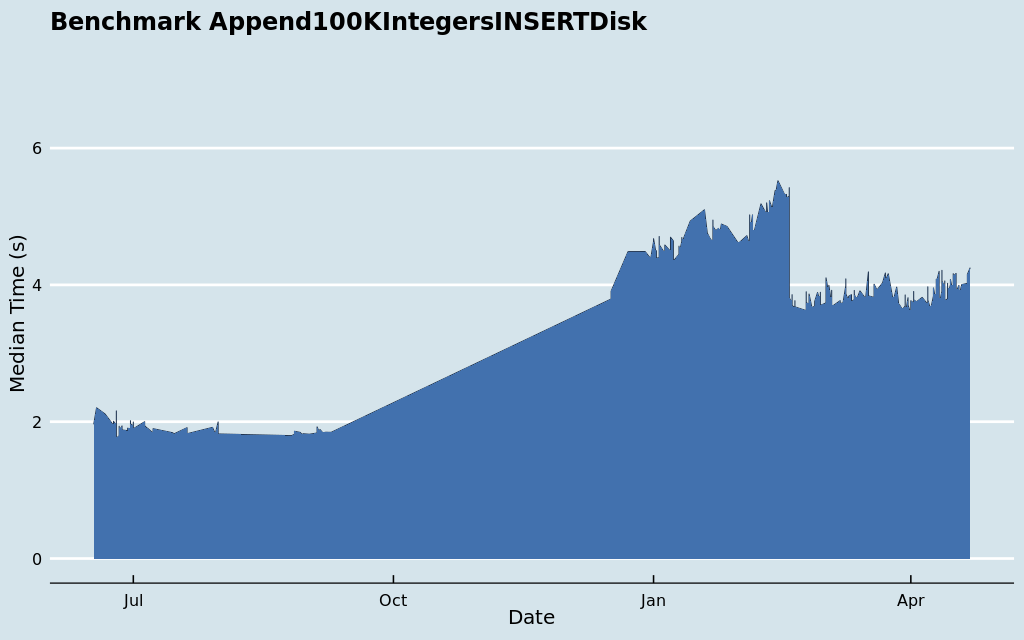 Benchmark Append100KIntegersINSERTDisk
6
4
2
0
Median Time (s)
Jul Oct Jan Apr
Date